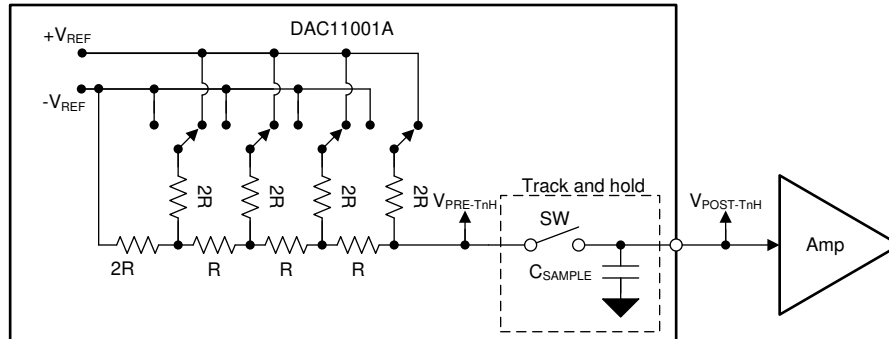 DAC11001A
+VREF
-VREF
2R
2R
2R
2R
VPRE-TnH
Track and hold
SW
VPOST-TnH
Amp
CSAMPLE
2R
R
R
R